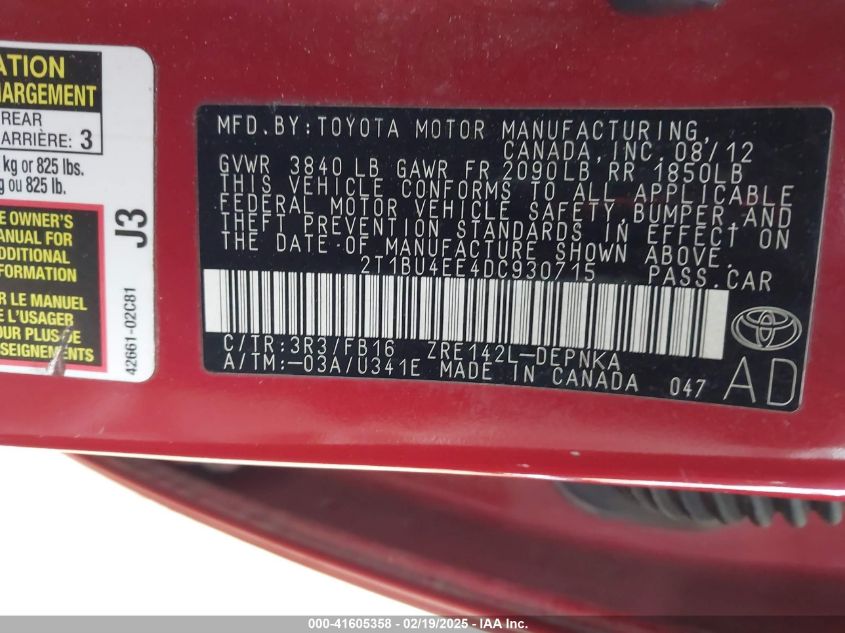 ATION
HARGEMENT
REAR
ARRIÈRE: 3
kg or 825 lbs.
g ou 825 lb.
E OWNER'S
ANUAL FOR
DDITIONAL
FORMATION
R LE MANUEL
E L'USAGER
OUR PLUS DE
SEIGNEMENTS
J3
42661-02C81
MFD.BY:TOYOTA MOTOR MANUFACTURING,
CANADA,INC.08/12
GVWR 3840 LB GAWR FR 2090LB RR 1850LB
THIS VEHICLE CONFORMS TO ALL APPLICABLE
FEDERAL MOTOR VEHICLE SAFETY,BUMPER,AND
THEFT PREVENTION STANDARDS IN EFFECT ON
THE DATE OF MANUFACTURE SHOWN ABOVE.
2T1BU4EE4DC930715 PASS.CAR
C/TR:3R3/FB16 ZRE142L-DEPNKA
A/TM:-03A/U341E MADE IN CANADA 047
AD
000-41605358 - 02/19/2025 - IAAI.COM